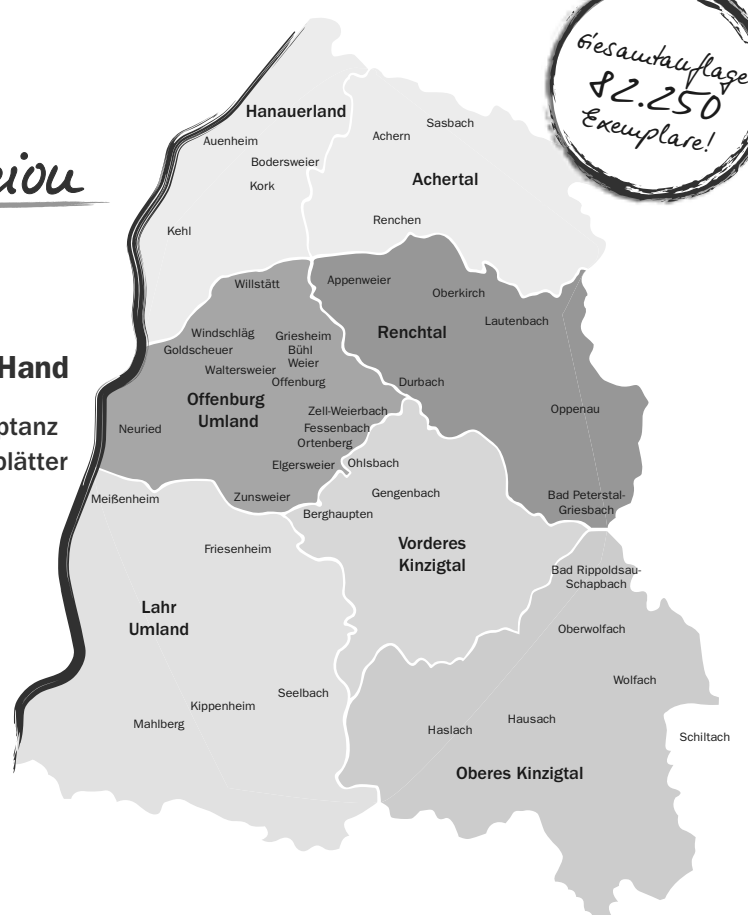 Gesamtauflage
82.250
Exemplare!
Hanauerland
Auenheim
Bodersweier
Kork
Kehl
Sasbach
Achern
Achertal
Renchen
Willstätt
Appenweier
Oberkirch
Lautenbach
Renchtal
Durbach
Oppenau
Bad Peterstal-
Griesbach
Windschläg
Goldscheuer
Griesheim
Bühl
Weier
Waltersweier
Offenburg
Offenburg
Umland
Neuried
Zell-Weierbach
Fessenbach
Ortenberg
Elgersweier
Ohlsbach
Zunsweier
Hand
ptanz
blätter
Meißenheim
Gengenbach
Berghaupten
Vorderes
Kinzigtal
Friesenheim
Lahr
Umland
Seelbach
Kippenheim
Mahlberg
Bad Rippoldsau-
Schapbach
Oberwolfach
Wolfach
Hausach
Haslach
Schiltach
Oberes Kinzigtal